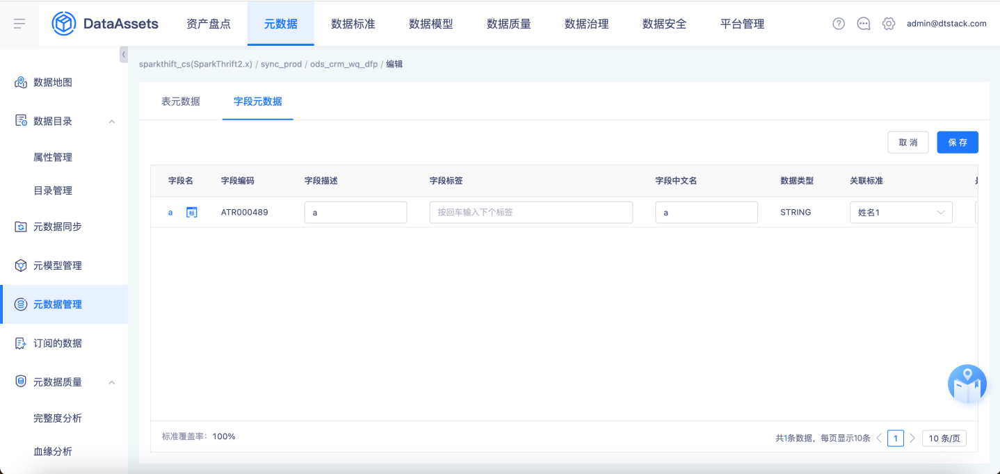 DataAssets 资产盘点 元数据 数据标准 数据模型 数据质量 数据治理 数据安全 平台管理 admin@dtstack.com
sparkthift_cs(SparkThrift2.x) / sync_prod / ods_crm_wq_dfp / 编辑
数据地图
数据目录
属性管理
目录管理
元数据同步
元模型管理
元数据管理
订阅的数据
元数据质量
完整度分析
血缘分析
表元数据 字段元数据
取 消 保 存
字段名 字段编码 字段描述 字段标签 字段中文名 数据类型 关联标准
a 标 ATR000489 a 按回车输入下个标签 a STRING 姓名1
标准覆盖率: 100%
共1条数据，每页显示10条 1 10 条/页